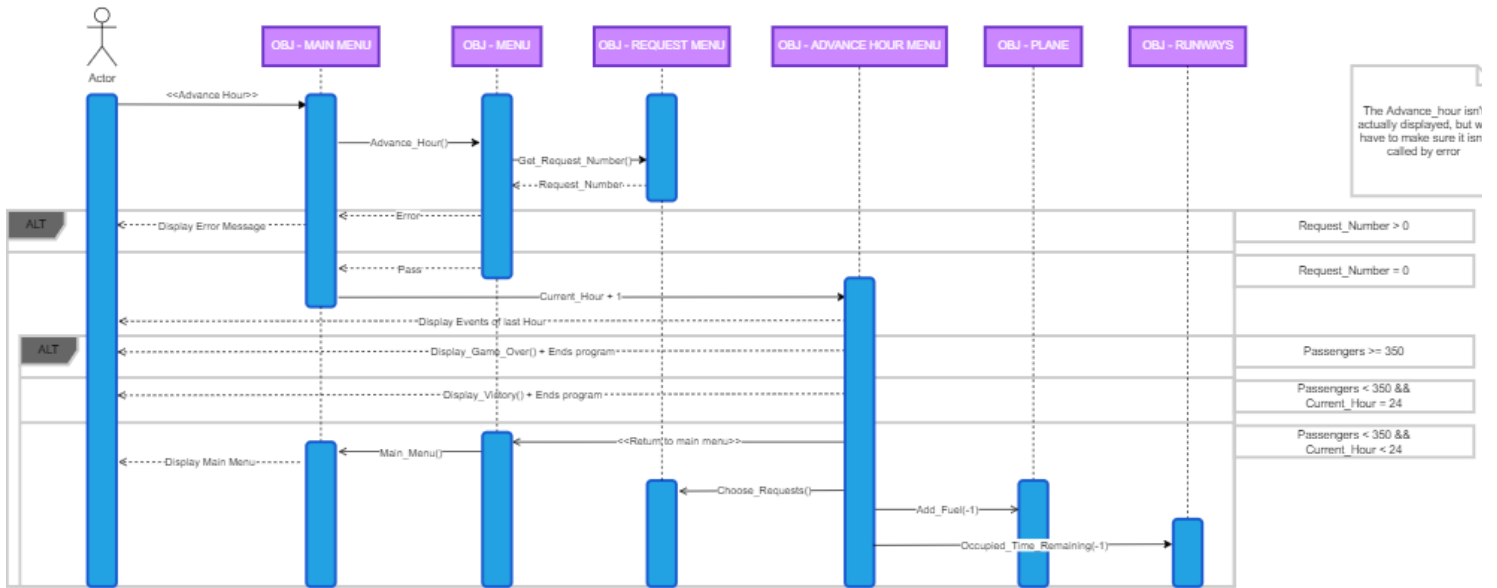 OBJ - MAIN MENU
OBJ - MENU
OBJ - REQUEST MENU
OBJ - ADVANCE HOUR MENU
OBJ - PLANE
OBJ - RUNWAYS
Actor
<<Advance Hour>>
The Advance_hour isn't
actually displayed, but w
have to make sure it isn
called by error
Advance_Hour()
Get_Request_Number()
Request_Number
ALT
Error
Display Error Message
Request_Number > 0
Pass
Request_Number = 0
Current_Hour + 1
Display Events of last Hour
ALT
Display_Game_Over() + Ends program
Passengers >= 350
Display_Victory() + Ends program
Passengers < 350 &&
Current_Hour = 24
<<Return to main menu>>
Passengers < 350 &&
Current_Hour < 24
Main_Menu()
Display Main Menu
Choose_Requests()
Add_Fuel(-1)
Occupied_Time_Remaining(-1)